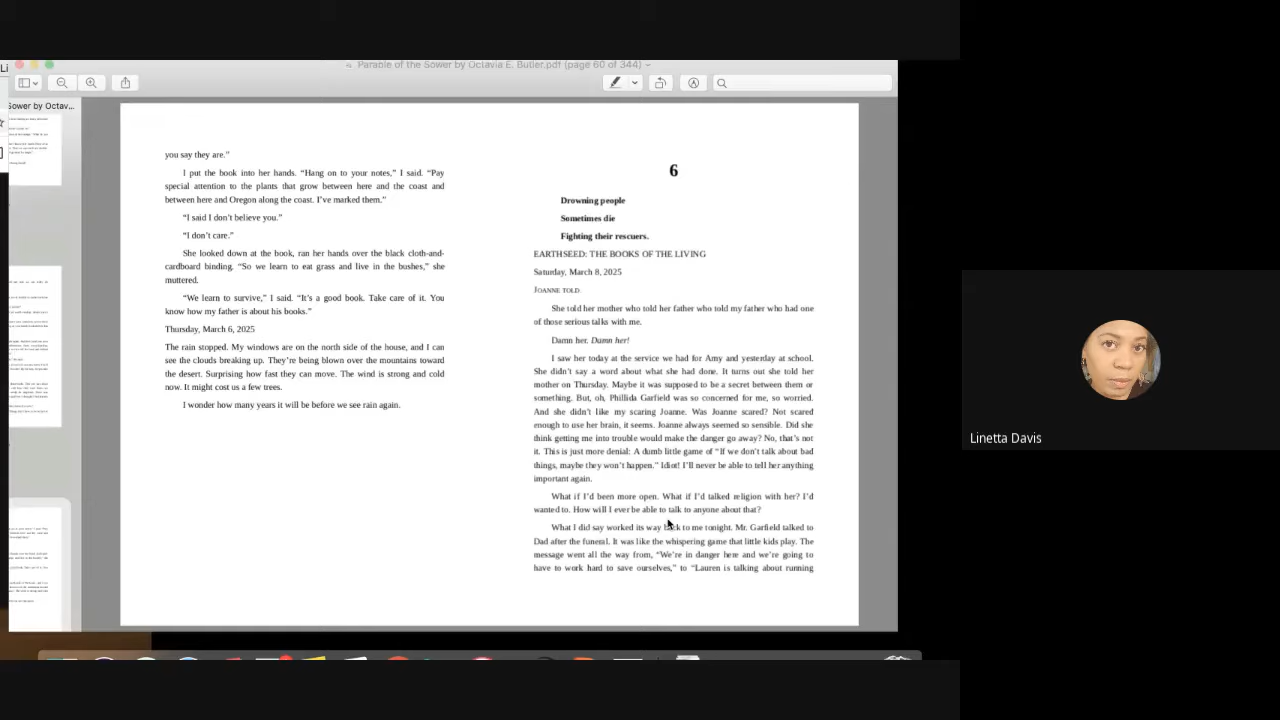 Parable of the Sower by Octavia E. Butler.pdf (page 60 of 344)
Li
Sower by Octav...
you say they are.”
I put the book into her hands. “Hang on to your notes,” I said. “Pay
special attention to the plants that grow between here and the coast and
between here and Oregon along the coast. I’ve marked them.”
“I said I don’t believe you.”
“I don’t care.”
She looked down at the book, ran her hands over the black cloth-and-
cardboard binding. “So we learn to eat grass and live in the bushes,” she
muttered.
“We learn to survive,” I said. “It’s a good book. Take care of it. You
know how my father is about his books.”
Thursday, March 6, 2025
The rain stopped. My windows are on the north side of the house, and I can
see the clouds breaking up. They’re being blown over the mountains toward
the desert. Surprising how fast they can move. The wind is strong and cold
now. It might cost us a few trees.
I wonder how many years it will be before we see rain again.
6
Drowning people
Sometimes die
Fighting their rescuers.
EARTHSEED: THE BOOKS OF THE LIVING
Saturday, March 8, 2025
JOANNE TOLD.
She told her mother who told her father who told my father who had one
of those serious talks with me.
Damn her. Damn her!
I saw her today at the service we had for Amy and yesterday at school.
She didn’t say a word about what she had done. It turns out she told her
mother on Thursday. Maybe it was supposed to be a secret between them or
something. But, oh, Phillida Garfield was so concerned for me, so worried.
And she didn’t like my scaring Joanne. Was Joanne scared? Not scared
enough to use her brain, it seems. Joanne always seemed so sensible. Did she
think getting me into trouble would make the danger go away? No, that’s not
it. This is just more denial: A dumb little game of “If we don’t talk about bad
things, maybe they won’t happen.” Idiot! I’ll never be able to tell her anything
important again.
What if I’d been more open. What if I’d talked religion with her? I’d
wanted to. How will I ever be able to talk to anyone about that?
What I did say worked its way back to me tonight. Mr. Garfield talked to
Dad after the funeral. It was like the whispering game that little kids play. The
message went all the way from, “We’re in danger here and we’re going to
have to work hard to save ourselves,” to “Lauren is talking about running
Linetta Davis